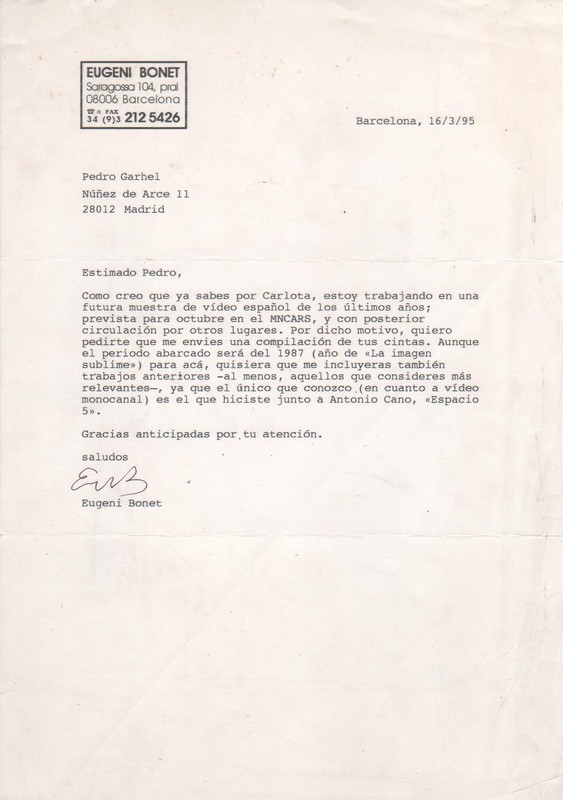 EUGENI BONET
Saragossa 104, pral
08006 Barcelona
☎ & FAX
34 (9)3 212 5426
Barcelona, 16/3/95
Pedro Garhel
Núñez de Arce 11
28012 Madrid
Estimado Pedro,
Como creo que ya sabes por Carlota, estoy trabajando en una
futura muestra de vídeo español de los últimos años;
prevista para octubre en el MNCARS, y con posterior
circulación por otros lugares. Por dicho motivo, quiero
pedirte que me envies una compilación de tus cintas. Aunque
el periodo abarcado será del 1987 (año de «La imagen
sublime») para acá, quisiera que me incluyeras también
trabajos anteriores -al menos, aquellos que consideres más
relevantes—, ya que el único que conozco (en cuanto a vídeo
monocanal) es el que hiciste junto a Antonio Cano, «Espacio
5».
Gracias anticipadas por tu atención.
saludos
Eugeni Bonet